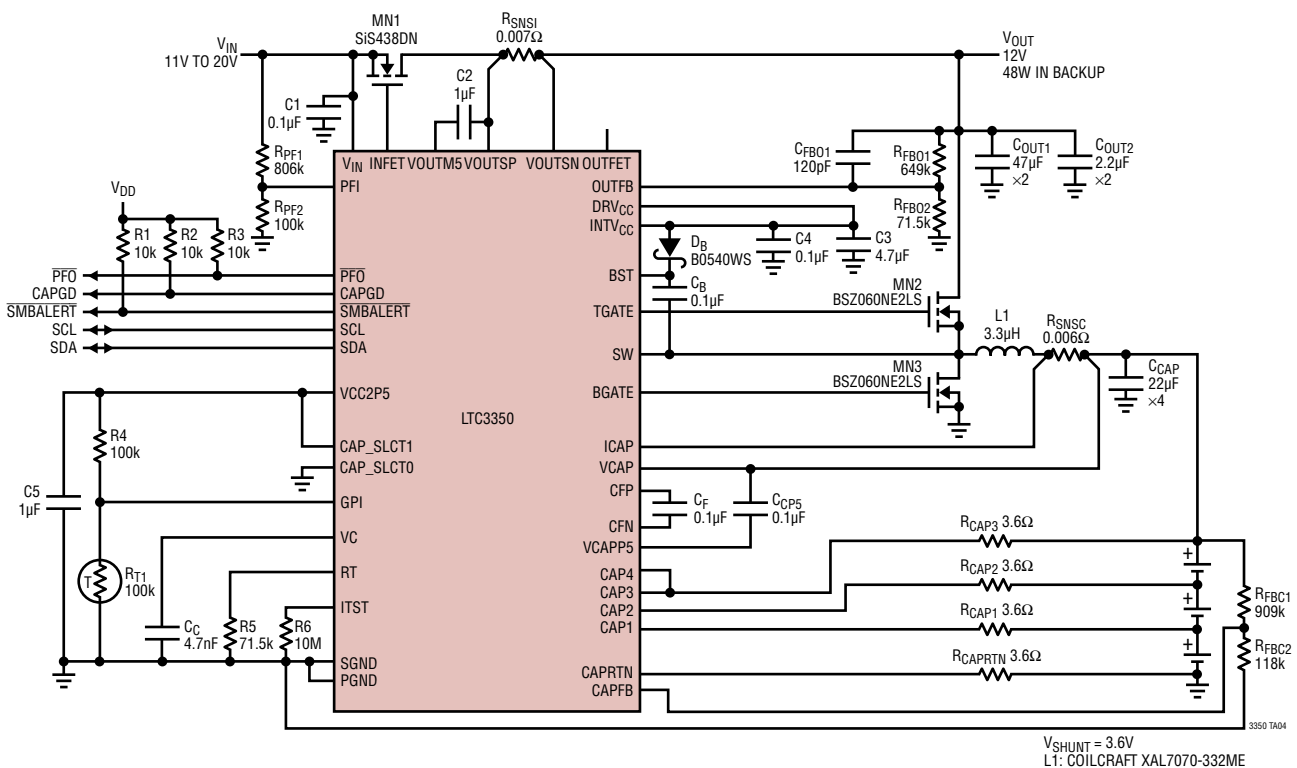 MN1
SiS438DN
RSNSI
0.007Ω
VIN
11V TO 20V
VOUT
12V
48W IN BACKUP
C1
0.1µF
C2
1µF
RPF1
806k
RPF2
100k
VIN INFET VOUTM5 VOUTSP VOUTSN OUTFET
CFBO1
120pF
RFBO1
649k
COUT1
47µF
×2
COUT2
2.2µF
×2
RFBO2
71.5k
VDD
R1
10k
R2
10k
R3
10k
PFO
CAPGD
SMBALERT
SCL
SDA
PFI
PFO
CAPGD
SMBALERT
SCL
SDA
VCC2P5
CAP_SLCT1
CAP_SLCT0
GPI
VC
RT
ITST
SGND
PGND
LTC3350
OUTFB
DRVCC
INTVCC
BST
TGATE
SW
BGATE
ICAP
VCAP
CFP
CFN
VCAPP5
CAP4
CAP3
CAP2
CAP1
CAPRTN
CAPFB
DB
B0540WS
C4
0.1µF
C3
4.7µF
CB
0.1µF
MN2
BSZ060NE2LS
L1
3.3µH
RSNSC
0.006Ω
MN3
BSZ060NE2LS
CCAP
22µF
×4
R4
100k
C5
1µF
T
RT1
100k
CC
4.7nF
R5
71.5k
R6
10M
CF
0.1µF
CCP5
0.1µF
RCAP3 3.6Ω
RCAP2 3.6Ω
RCAP1 3.6Ω
RCAPRTN 3.6Ω
+
+
+
RFBC1
909k
RFBC2
118k
3350 TA04
VSHUNT = 3.6V
L1: COILCRAFT XAL7070-332ME